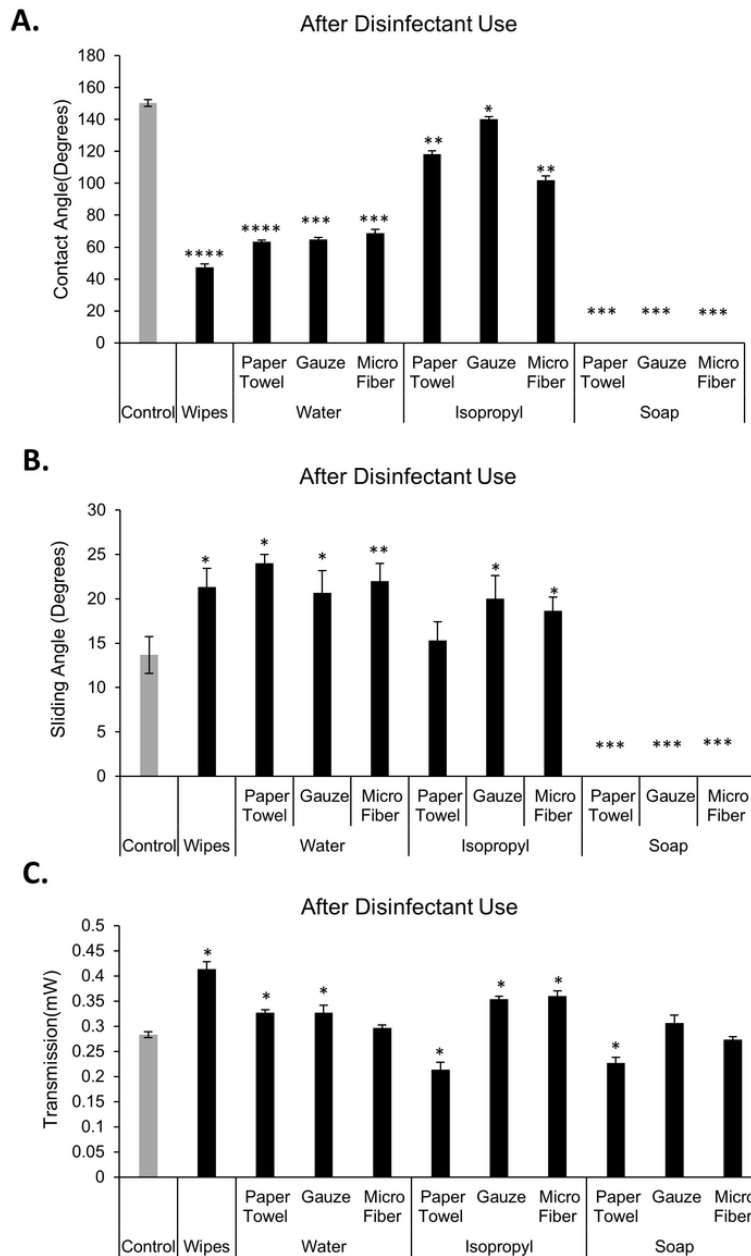 A.
After Disinfectant Use
Contact Angle(Degrees)
180
160
140
120
100
80
60
40
20
0
****
****
***
***
**
*
**
***
***
***
Paper Towel
Gauze
Micro Fiber
Paper Towel
Gauze
Micro Fiber
Paper Towel
Gauze
Micro Fiber
Control
Wipes
Water
Isopropyl
Soap
B.
After Disinfectant Use
Sliding Angle (Degrees)
30
25
20
15
10
5
0
*
*
*
**
*
*
***
***
***
Paper Towel
Gauze
Micro Fiber
Paper Towel
Gauze
Micro Fiber
Paper Towel
Gauze
Micro Fiber
Control
Wipes
Water
Isopropyl
Soap
C.
After Disinfectant Use
Transmission(mW)
0.5
0.45
0.4
0.35
0.3
0.25
0.2
0.15
0.1
0.05
0
*
*
*
*
*
*
*
Paper Towel
Gauze
Micro Fiber
Paper Towel
Gauze
Micro Fiber
Paper Towel
Gauze
Micro Fiber
Control
Wipes
Water
Isopropyl
Soap